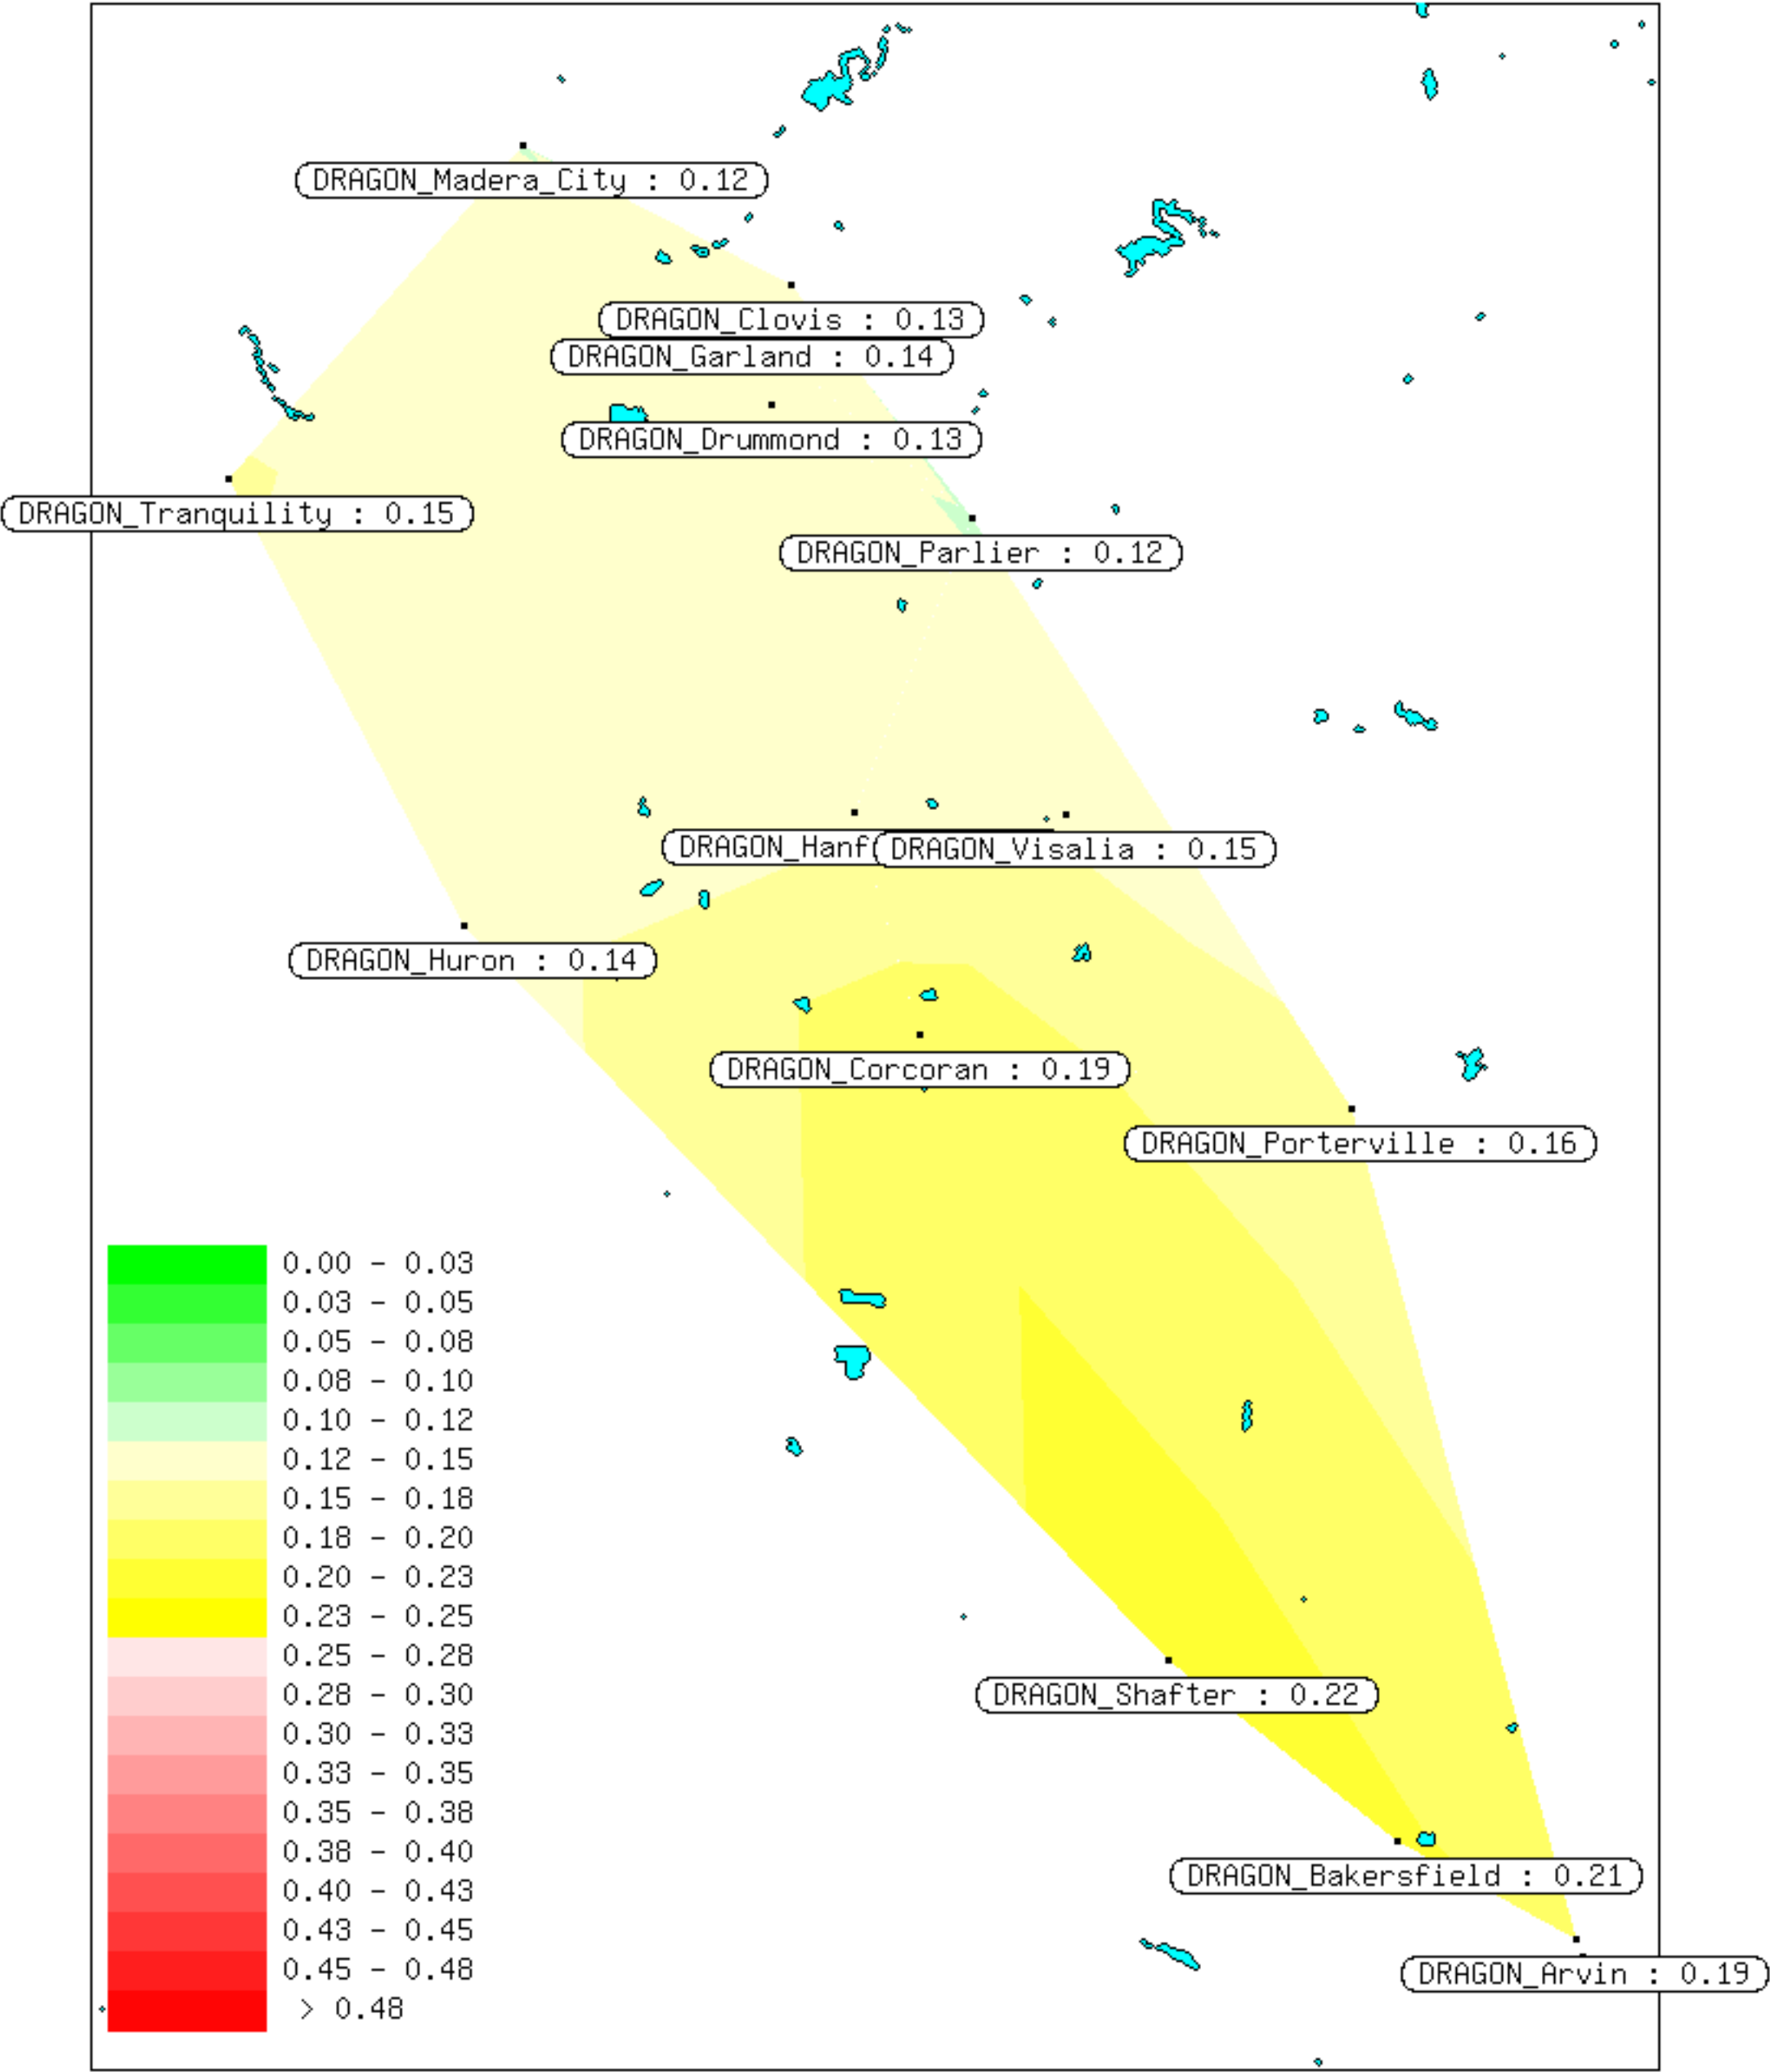 DRAGON_Madera_City : 0.12
DRAGON_Clovis : 0.13
DRAGON_Garland : 0.14
DRAGON_Drummond : 0.13
DRAGON_Tranquility : 0.15
DRAGON_Parlier : 0.12
DRAGON_Hanf
DRAGON_Visalia : 0.15
DRAGON_Huron : 0.14
DRAGON_Corcoran : 0.19
DRAGON_Porterville : 0.16
0.00 - 0.03
0.03 - 0.05
0.05 - 0.08
0.08 - 0.10
0.10 - 0.12
0.12 - 0.15
0.15 - 0.18
0.18 - 0.20
0.20 - 0.23
0.23 - 0.25
0.25 - 0.28
0.28 - 0.30
0.30 - 0.33
0.33 - 0.35
0.35 - 0.38
0.38 - 0.40
0.40 - 0.43
0.43 - 0.45
0.45 - 0.48
> 0.48
DRAGON_Shafter : 0.22
DRAGON_Bakersfield : 0.21
DRAGON_Arvin : 0.19